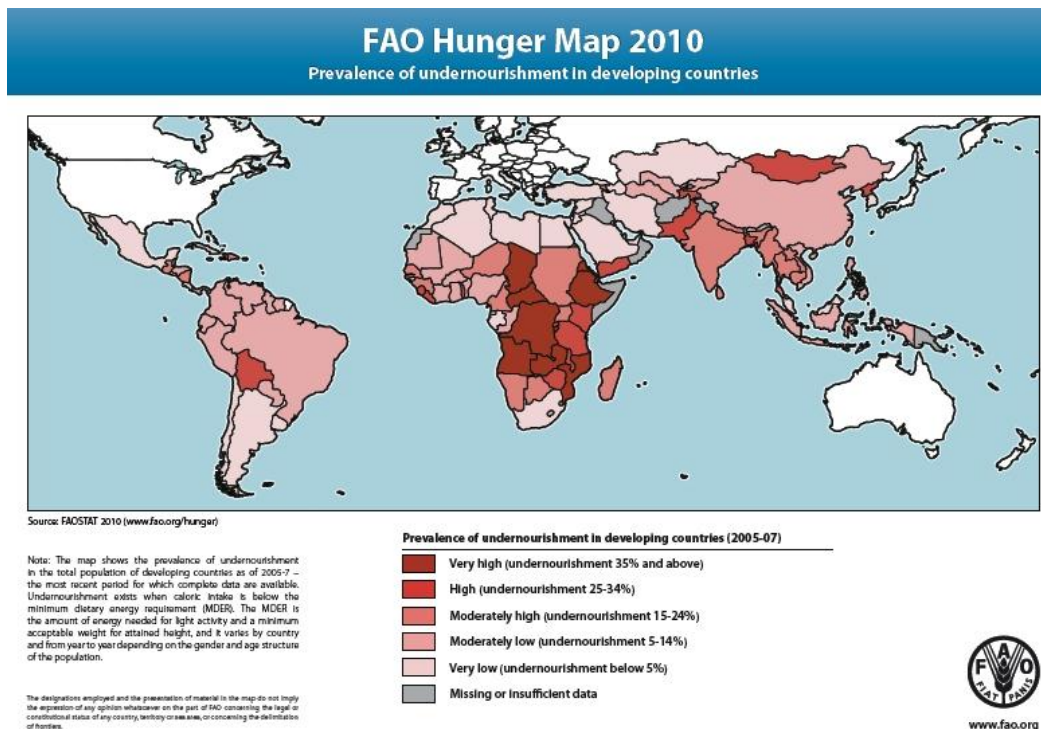 FAO Hunger Map 2010
Prevalence of undernourishment in developing countries
Source: FAOSTAT 2010 (www.fao.org/hunger)
Note: The map shows the prevalence of undernourishment
in the total population of developing countries as of 2005-7 –
the most recent period for which complete data are available.
Undernourishment exists when caloric intake is below the
minimum dietary energy requirement (MDER). The MDER is
the amount of energy needed for light activity and a minimum
acceptable weight for attained height, and it varies by country
and from year to year depending on the gender and age structure
of the population.
The designations employed and the presentation of material in the map do not imply
the expression of any opinion whatsoever on the part of FAO concerning the legal or
constitutional status of any country, territory or sea area, or concerning the delimitation
of frontiers.
Prevalence of undernourishment in developing countries (2005-07)
Very high (undernourishment 35% and above)
High (undernourishment 25-34%)
Moderately high (undernourishment 15-24%)
Moderately low (undernourishment 5-14%)
Very low (undernourishment below 5%)
Missing or insufficient data
F A O
FIAT PANIS
www.fao.org